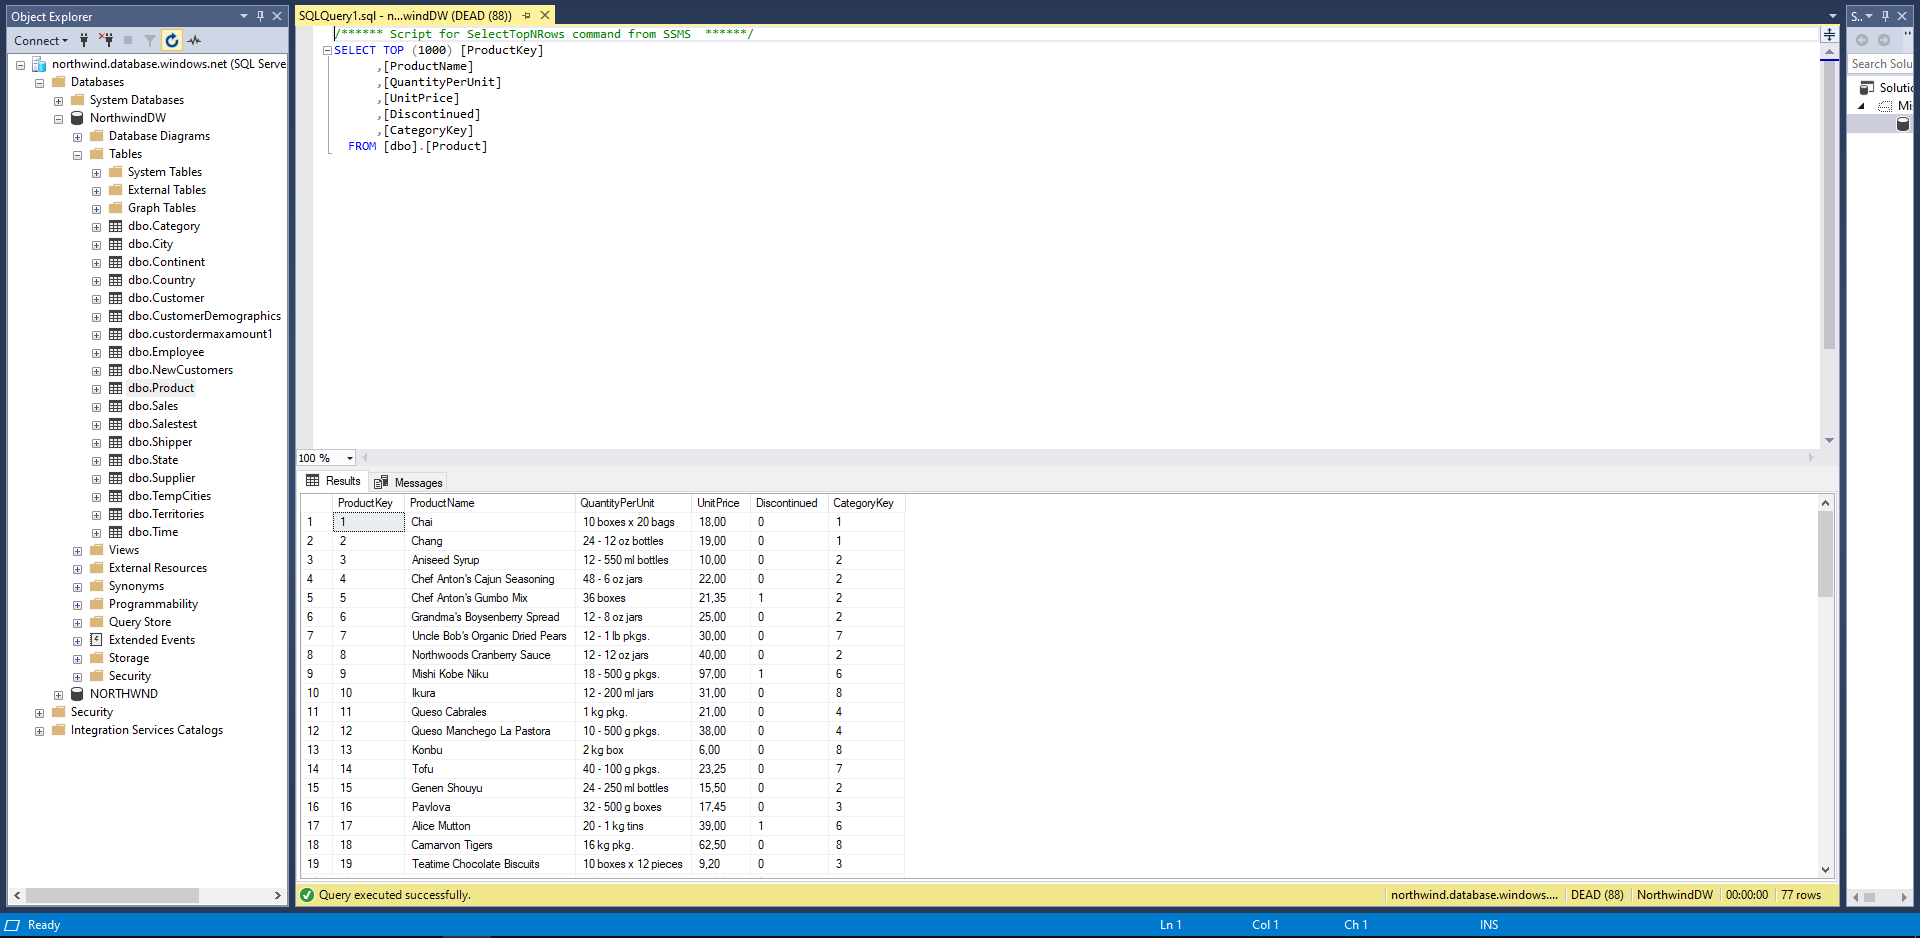 Object Explorer
Connect
northwind.database.windows.net (SQL Serve
Databases
System Databases
NorthwindDW
Database Diagrams
Tables
System Tables
External Tables
Graph Tables
dbo.Category
dbo.City
dbo.Continent
dbo.Country
dbo.Customer
dbo.CustomerDemographics
dbo.custordermaxamount1
dbo.Employee
dbo.NewCustomers
dbo.Product
dbo.Sales
dbo.Salestest
dbo.Shipper
dbo.State
dbo.Supplier
dbo.TempCities
dbo.Territories
dbo.Time
Views
External Resources
Synonyms
Programmability
Query Store
Extended Events
Storage
Security
NORTHWND
Security
Integration Services Catalogs
SQLQuery1.sql - n...windDW (DEAD (88))
/****** Script for SelectTopNRows command from SSMS  ******/
SELECT TOP (1000) [ProductKey]
,[ProductName]
,[QuantityPerUnit]
,[UnitPrice]
,[Discontinued]
,[CategoryKey]
FROM [dbo].[Product]
100 %
Results Messages
ProductKey ProductName QuantityPerUnit UnitPrice Discontinued CategoryKey
1 1 Chai 10 boxes x 20 bags 18,00 0 1
2 2 Chang 24 - 12 oz bottles 19,00 0 1
3 3 Aniseed Syrup 12 - 550 ml bottles 10,00 0 2
4 4 Chef Anton's Cajun Seasoning 48 - 6 oz jars 22,00 0 2
5 5 Chef Anton's Gumbo Mix 36 boxes 21,35 1 2
6 6 Grandma's Boysenberry Spread 12 - 8 oz jars 25,00 0 2
7 7 Uncle Bob's Organic Dried Pears 12 - 1 lb pkgs. 30,00 0 7
8 8 Northwoods Cranberry Sauce 12 - 12 oz jars 40,00 0 2
9 9 Mishi Kobe Niku 18 - 500 g pkgs. 97,00 1 6
10 10 Ikura 12 - 200 ml jars 31,00 0 8
11 11 Queso Cabrales 1 kg pkg. 21,00 0 4
12 12 Queso Manchego La Pastora 10 - 500 g pkgs. 38,00 0 4
13 13 Konbu 2 kg box 6,00 0 8
14 14 Tofu 40 - 100 g pkgs. 23,25 0 7
15 15 Genen Shouyu 24 - 250 ml bottles 15,50 0 2
16 16 Pavlova 32 - 500 g boxes 17,45 0 3
17 17 Alice Mutton 20 - 1 kg tins 39,00 1 6
18 18 Carnarvon Tigers 16 kg pkg. 62,50 0 8
19 19 Teatime Chocolate Biscuits 10 boxes x 12 pieces 9,20 0 3
Query executed successfully.
northwind.database.windows.... DEAD (88) NorthwindDW 00:00:00 77 rows
S..
Search Solu
Solutio
Mi
Ready Ln 1 Col 1 Ch 1 INS